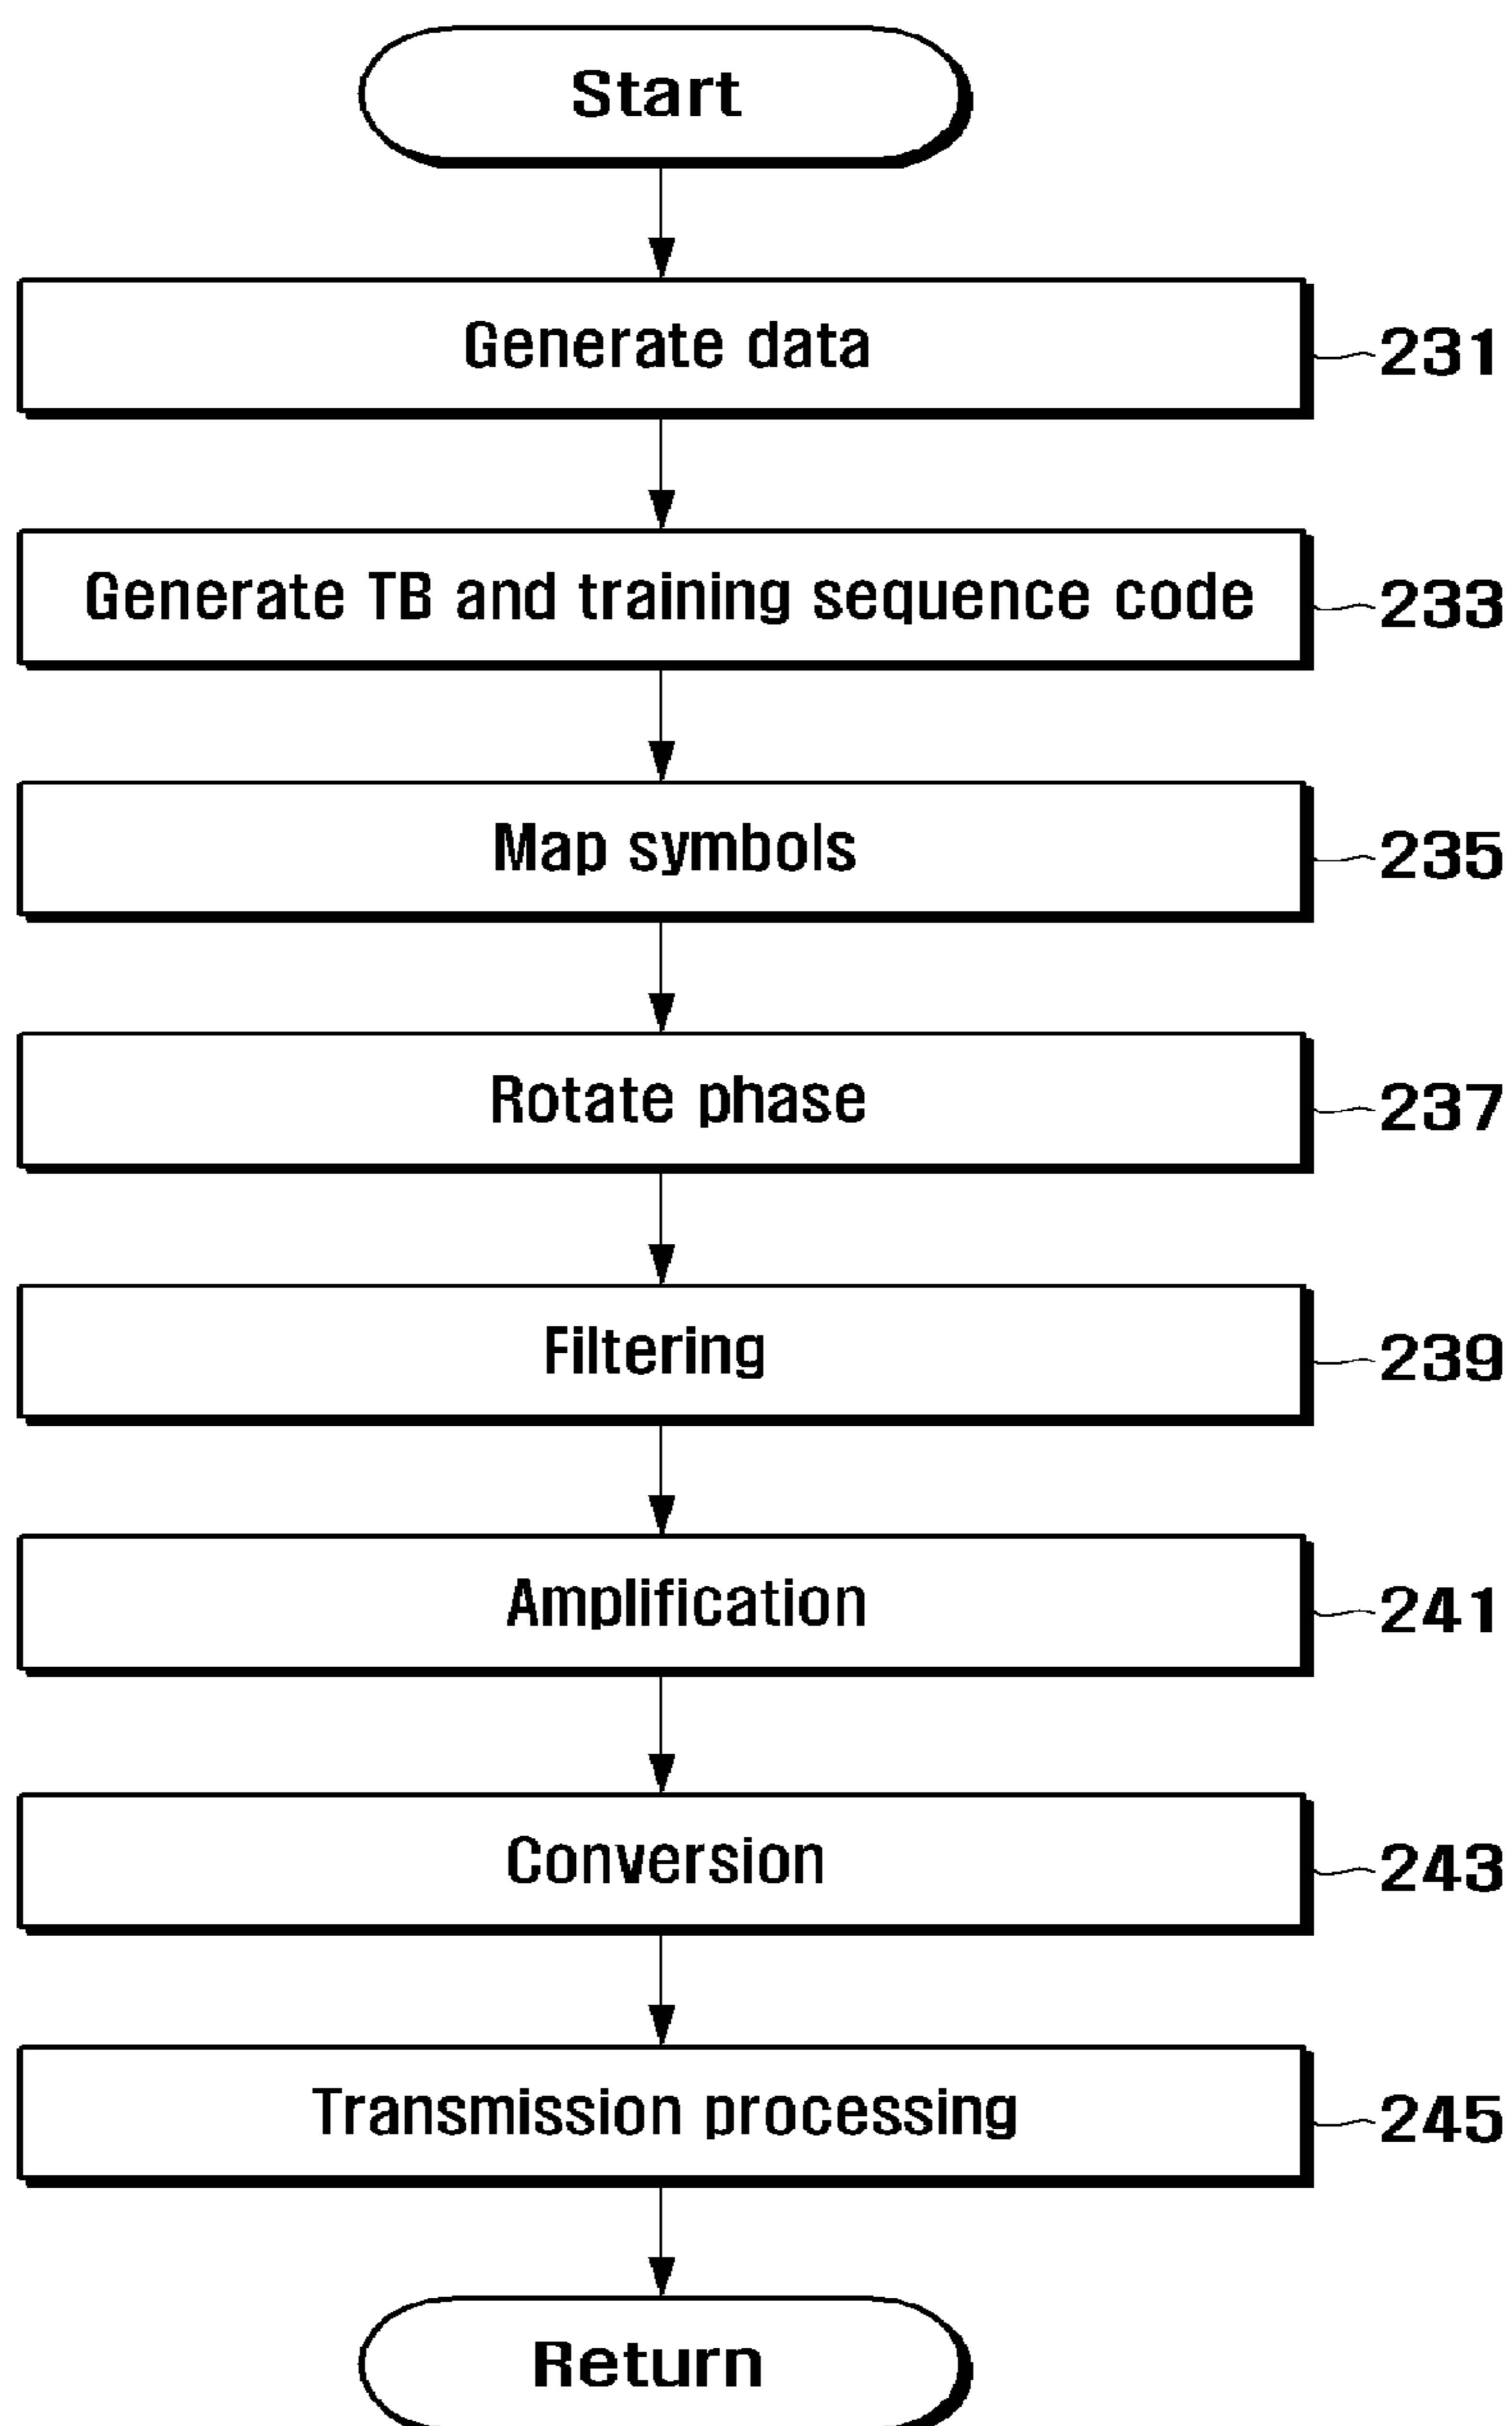 Start
Generate data
231
Generate TB and training sequence code
233
Map symbols
235
Rotate phase
237
Filtering
239
Amplification
241
Conversion
243
Transmission processing
245
Return